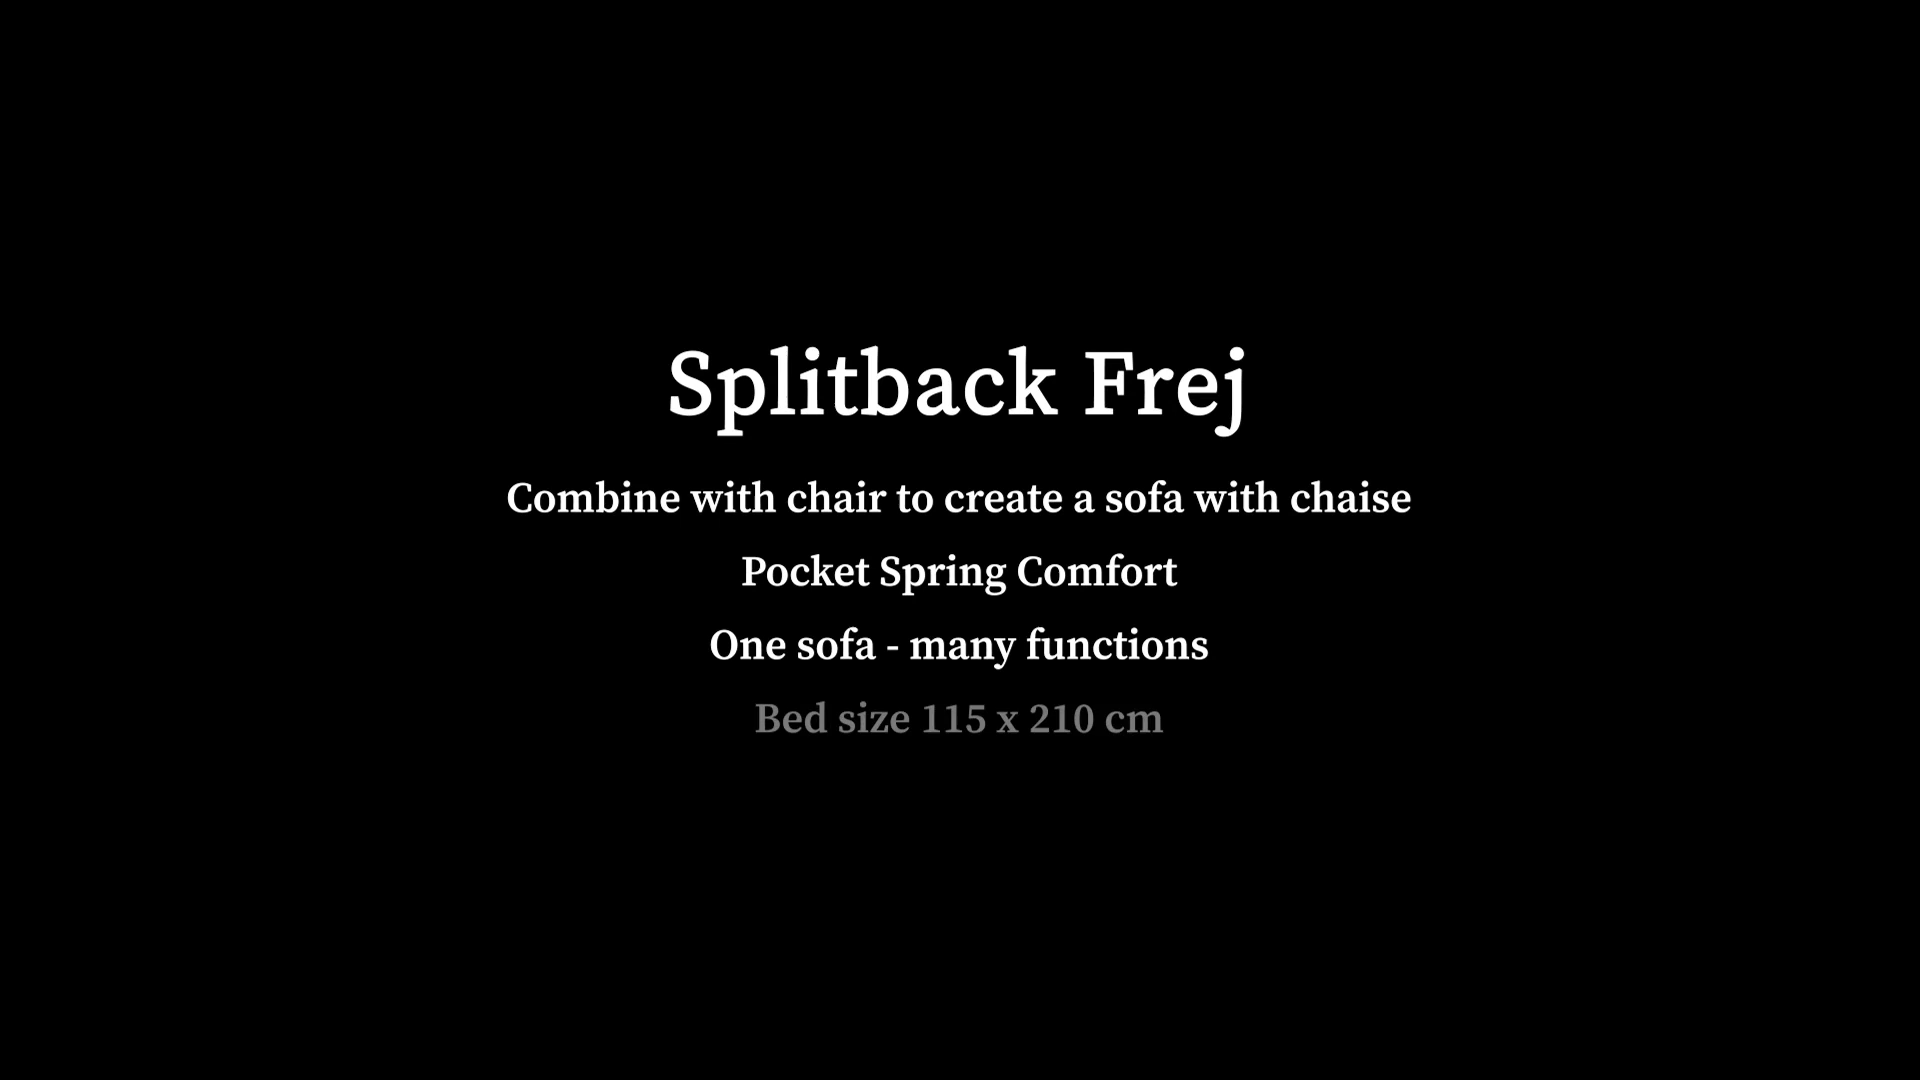 Splitback Frej
Combine with chair to create a sofa with chaise
Pocket Spring Comfort
One sofa - many functions
Bed size 115 x 210 cm